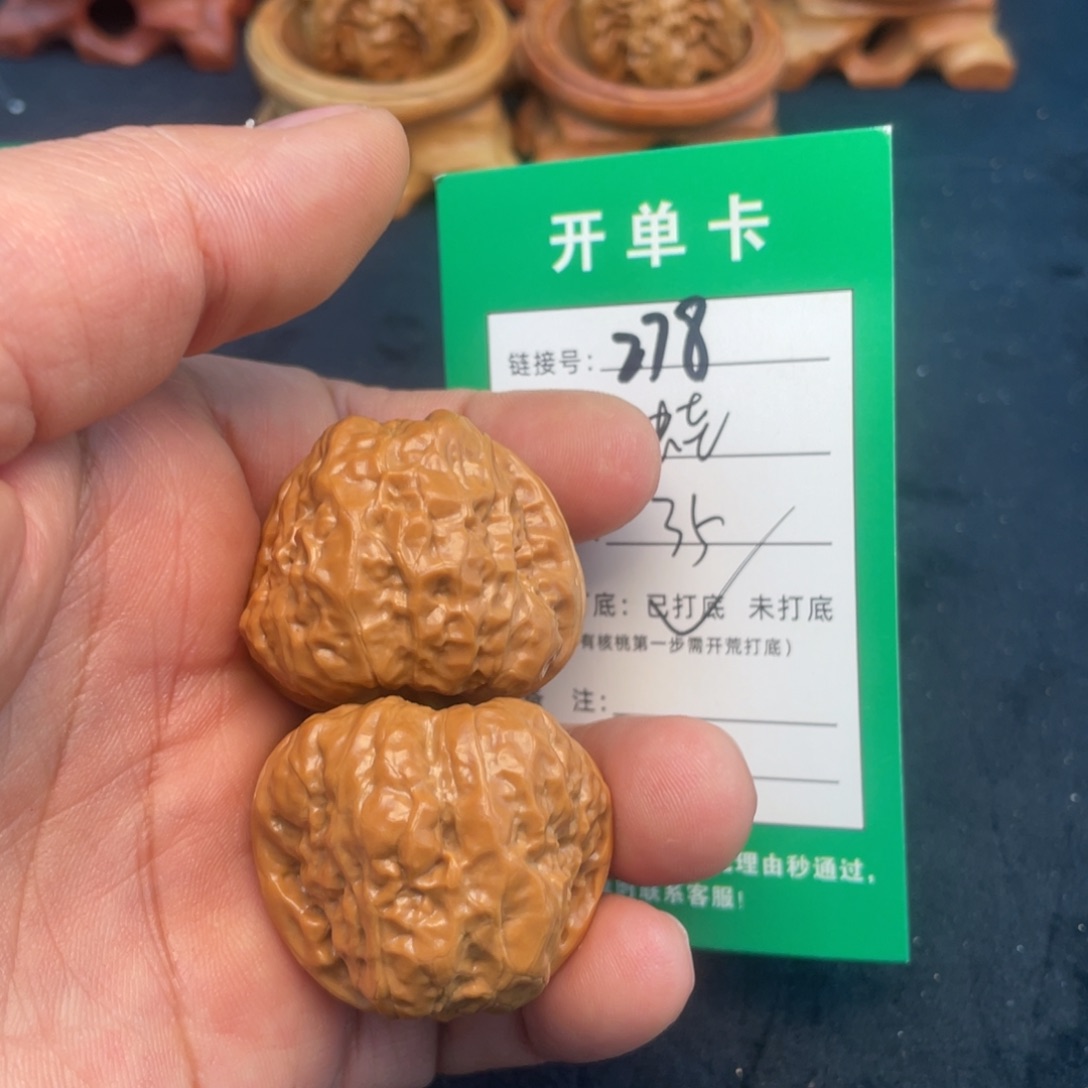 开单卡
链接号：278
烧
35
底：已打底 未打底
有核桃第一步需开荒打底）
注：
理由秒通过，
联系客服！